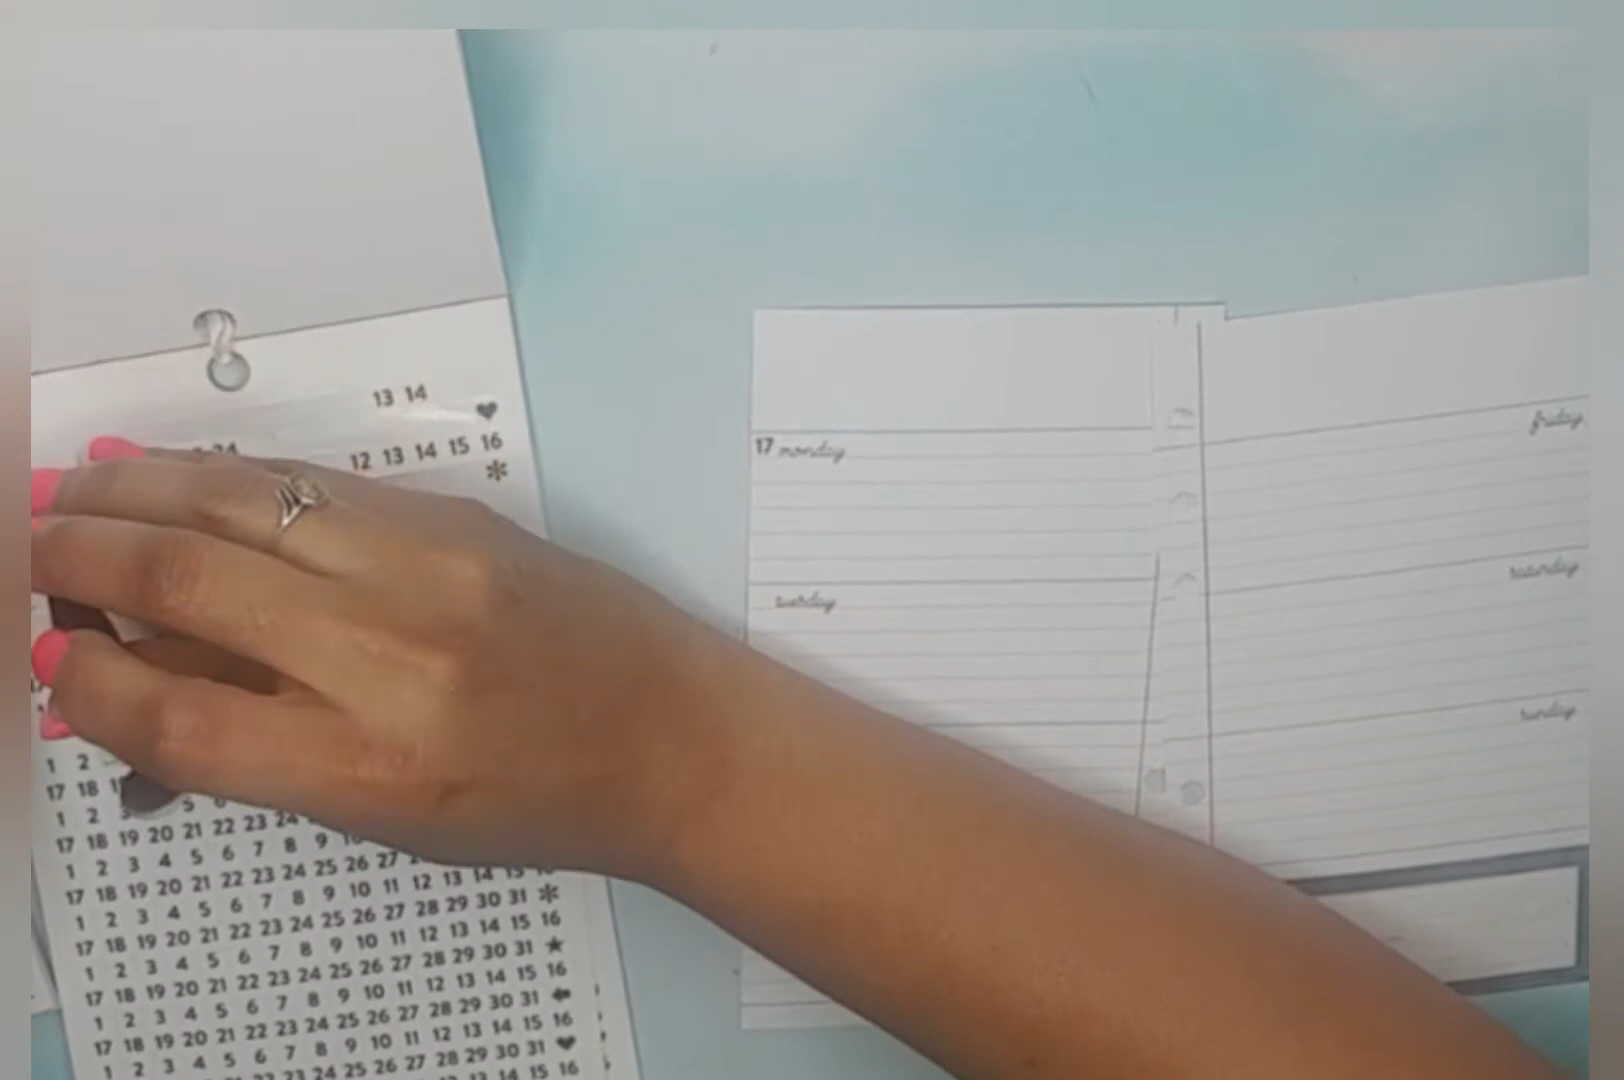 13 14 ♥
12 13 14 15 16
*
1 2
17 18
1 2 5 6
17 18 19 20 21 22 23 24
1 2 3 4 5 6 7 8 9 10
17 18 19 20 21 22 23 24 25 26 27
1 2 3 4 5 6 7 8 9 10 11 12 13 14 15
17 18 19 20 21 22 23 24 25 26 27 28 29 30 31 *
1 2 3 4 5 6 7 8 9 10 11 12 13 14 15 16
17 18 19 20 21 22 23 24 25 26 27 28 29 30 31 ★
1 2 3 4 5 6 7 8 9 10 11 12 13 14 15 16
17 18 19 20 21 22 23 24 25 26 27 28 29 30 31
1 2 3 4 5 6 7 8 9 10 11 12 13 14 15 16
23 24 25 26 27 28 29 30 31 ♥
13 14 15 16
17 monday
tuesday
friday
saturday
sunday